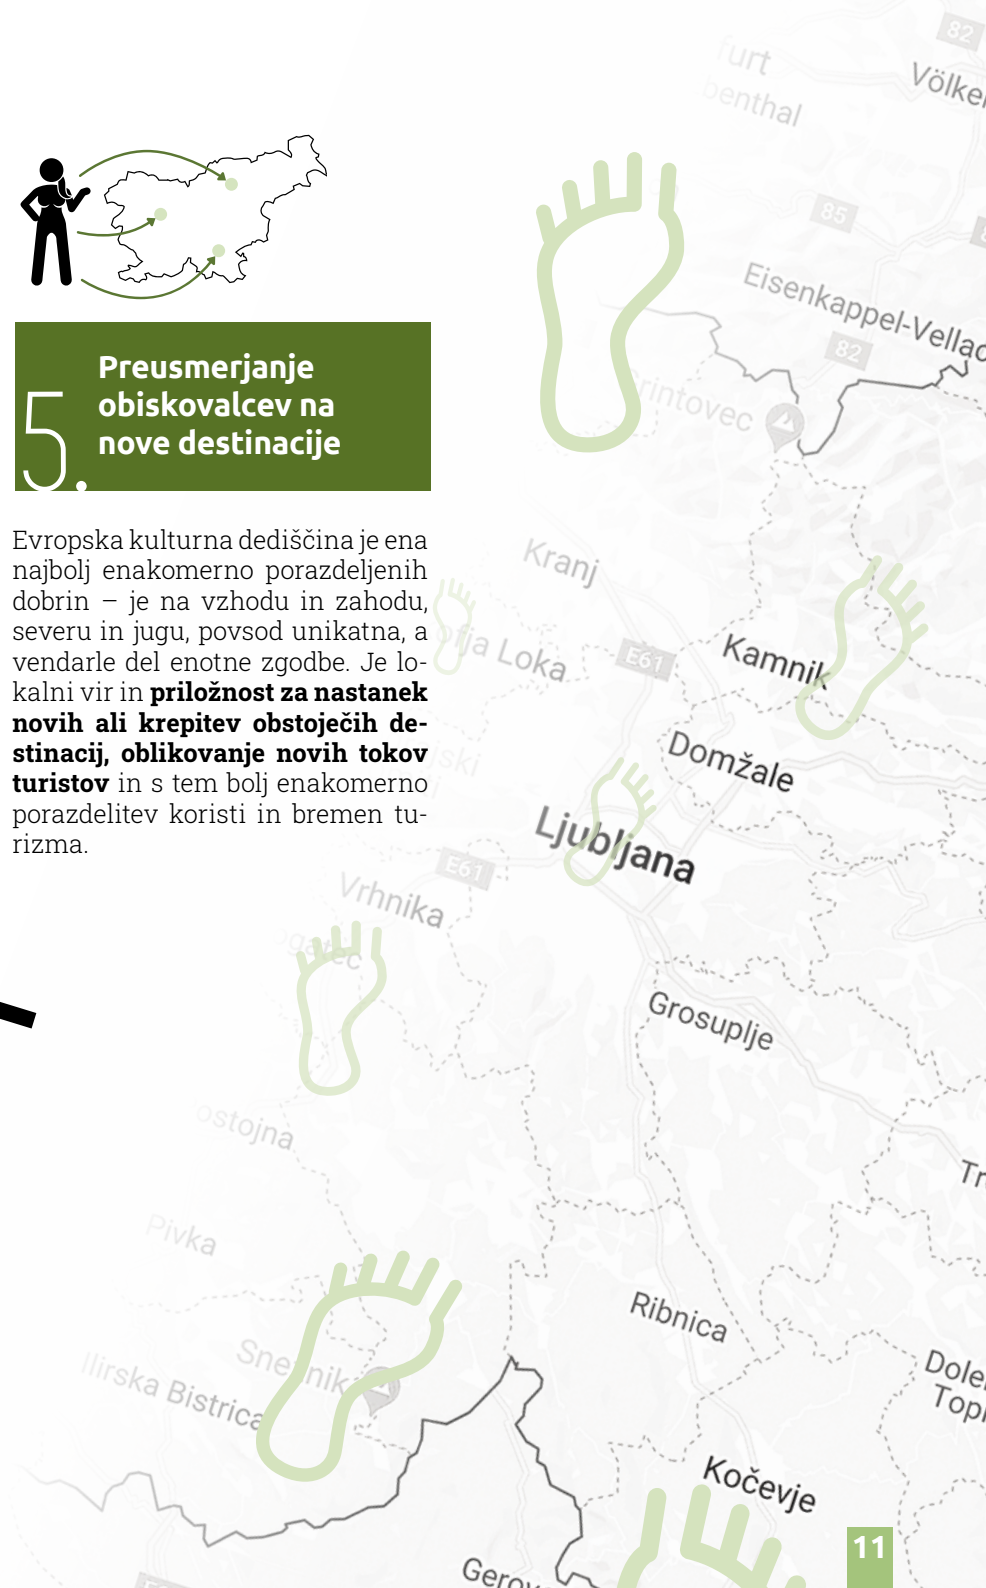 82
Völke
85
Eisenkappel-Vellac
82
5.
Preusmerjanje
obiskovalcev na
nove destinacije
Evropska kulturna dediščina je ena
najbolj enakomerno porazdeljenih
dobrin – je na vzhodu in zahodu,
severu in jugu, povsod unikatna, a
vendarle del enotne zgodbe. Je lo-
kalni vir in priložnost za nastanek
novih ali krepitev obstoječih de-
stinacij, oblikovanje novih tokov
turistov in s tem bolj enakomerno
porazdelitev koristi in bremen tu-
rizma.
Kranj
Loka
E61
Kamnik
Domžale
Ljubljana
E61
Vrhnika
Grosuplje
Pivka
Ribnica
Ilirska Bistrica
Kočevje
11